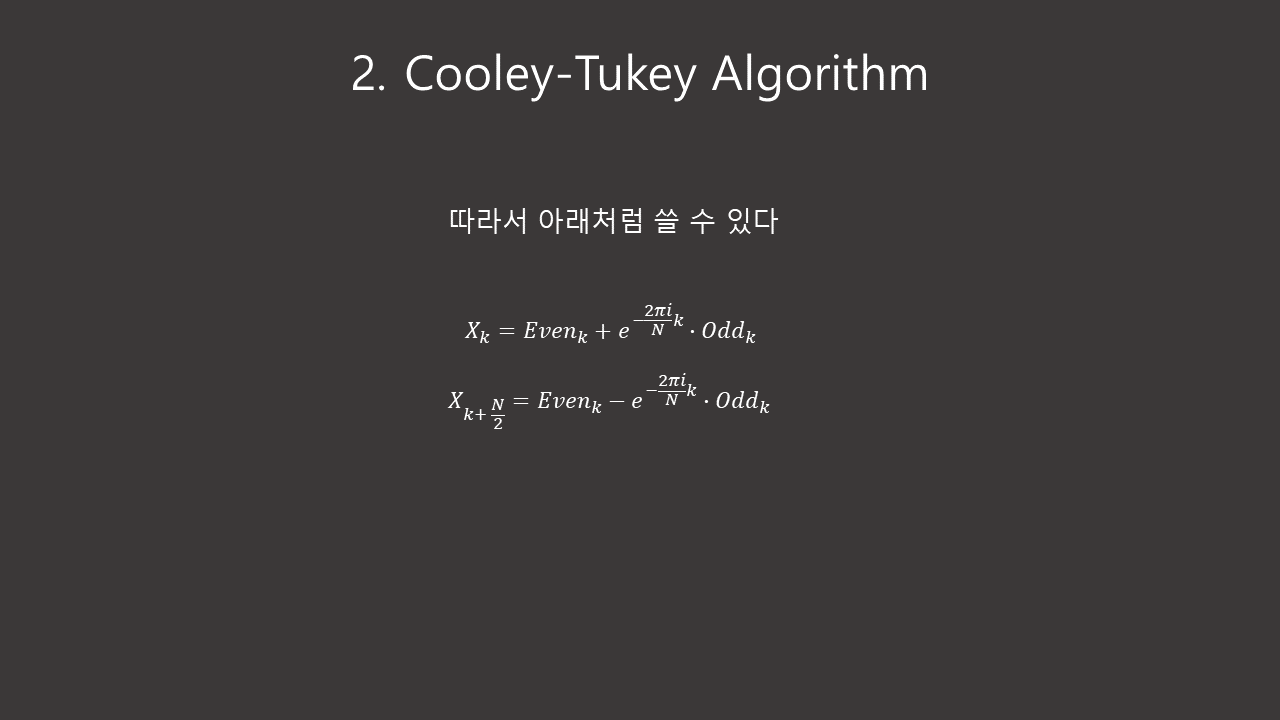 2. Cooley-Tukey Algorithm
따라서 아래처럼 쓸 수 있다
$X_k = Even_k + e^{-\frac{2\pi i}{N}k} \cdot Odd_k$
$X_{k+\frac{N}{2}} = Even_k - e^{-\frac{2\pi i}{N}k} \cdot Odd_k$